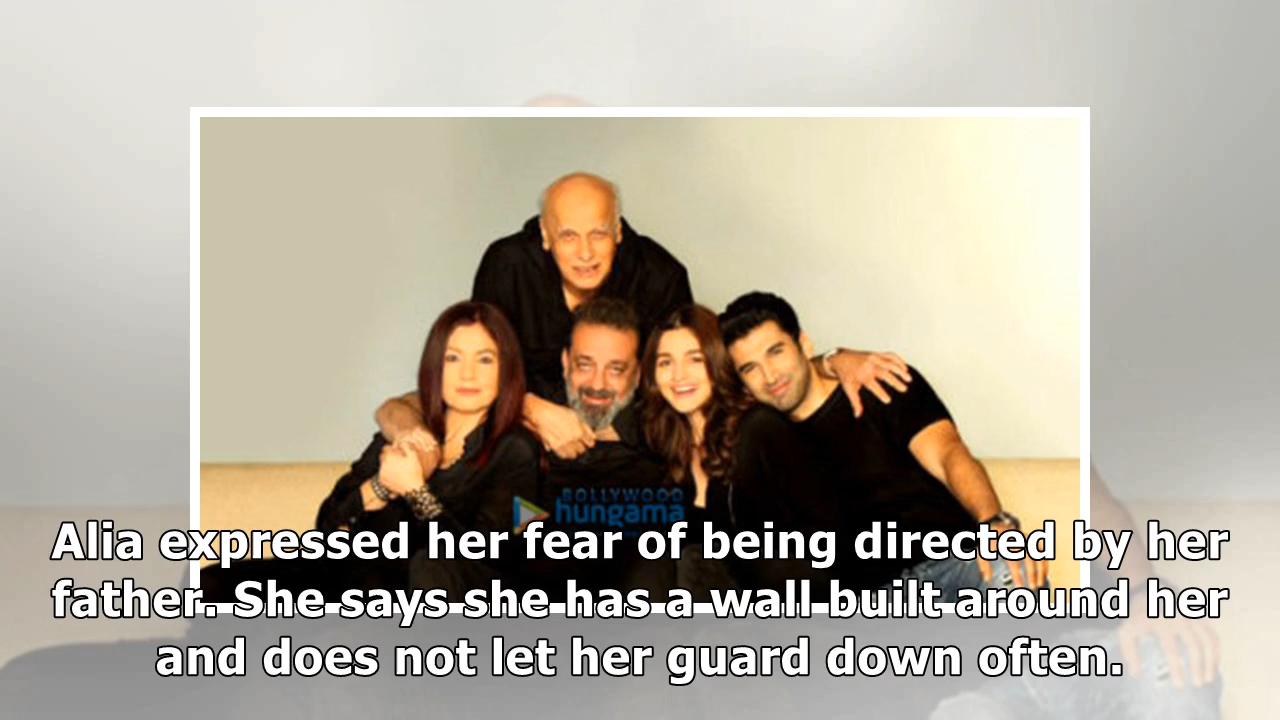 BOLLYWOOD
hungama
Alia expressed her fear of being directed by her
father. She says she has a wall built around her
and does not let her guard down often.